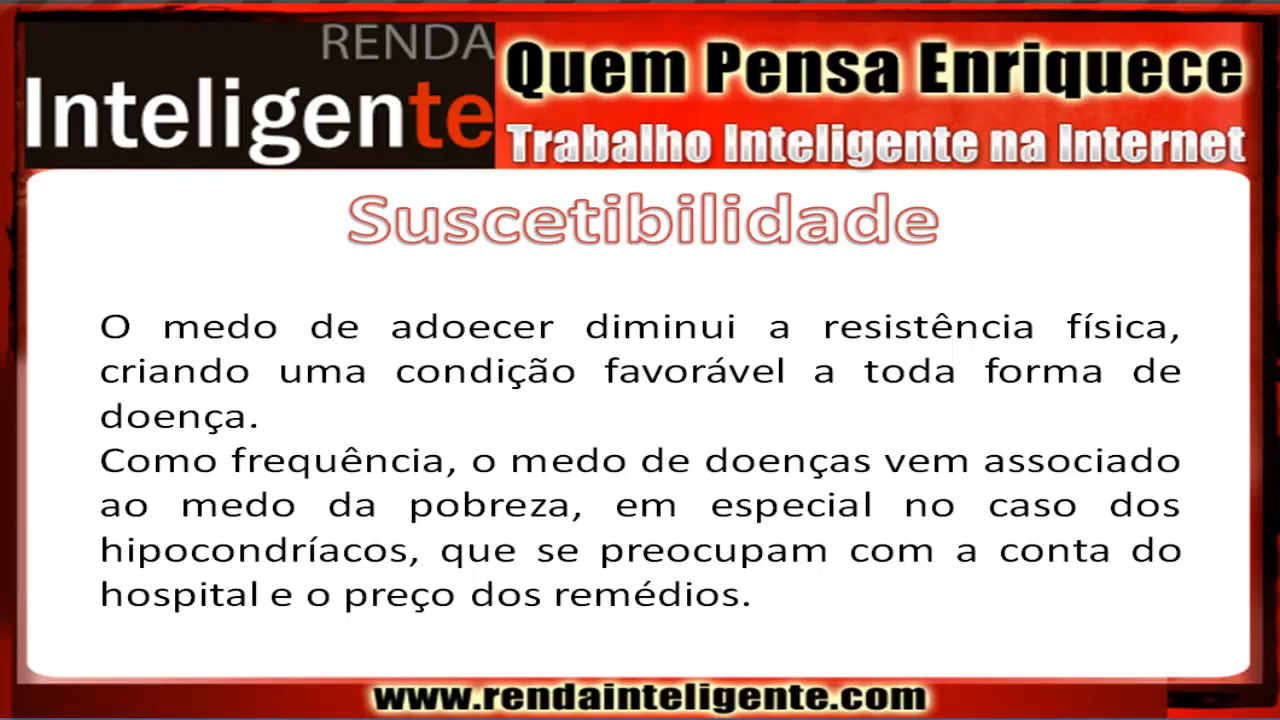 RENDA
Inteligente
Quem Pensa Enriquece
Trabalho Inteligente na Internet
Suscetibilidade
O medo de adoecer diminui a resistência física,
criando uma condição favorável a toda forma de
doença.
Como frequência, o medo de doenças vem associado
ao medo da pobreza, em especial no caso dos
hipocondríacos, que se preocupam com a conta do
hospital e o preço dos remédios.
www.rendainteligente.com